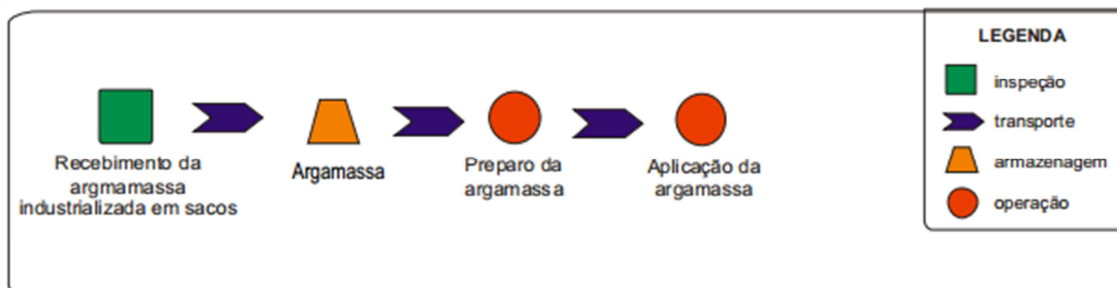 LEGENDA
inspeção
transporte
armazenagem
operação
Recebimento da
argmamassa
industrializada em sacos
Argamassa
Preparo da
argamassa
Aplicação da
argamassa